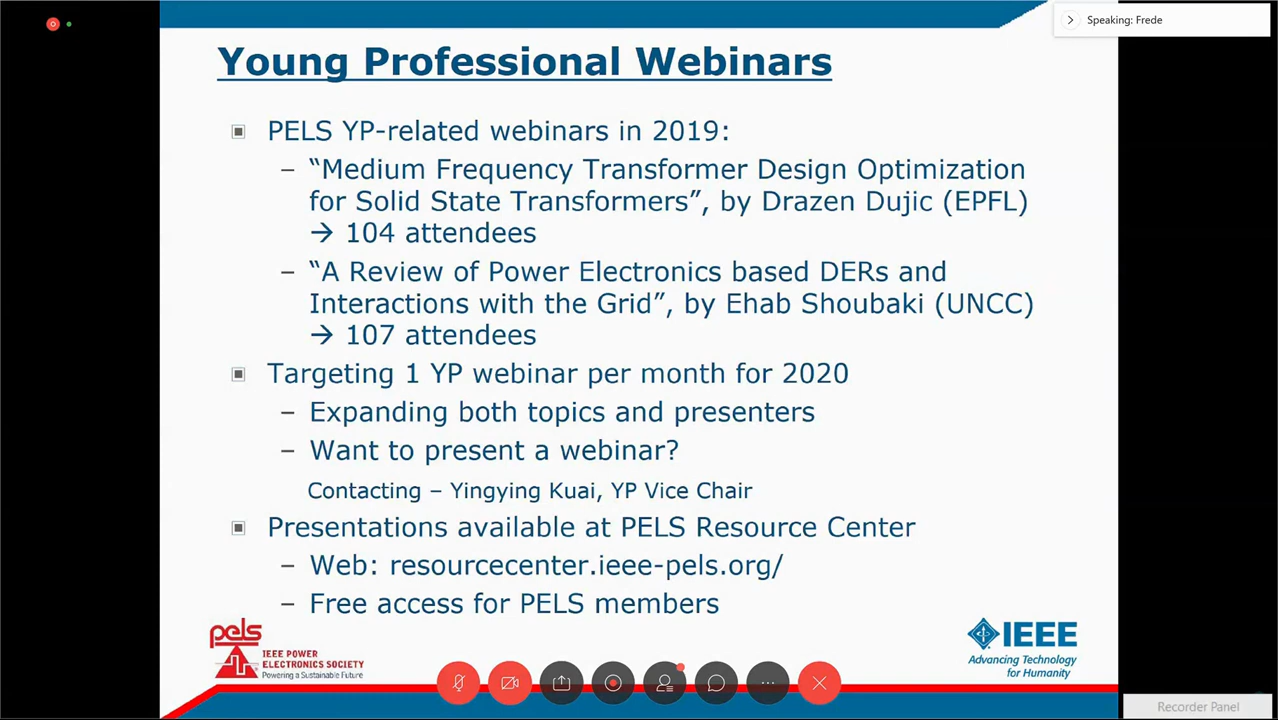 Speaking: Frede
Young Professional Webinars
PELS YP-related webinars in 2019:
– “Medium Frequency Transformer Design Optimization
for Solid State Transformers”, by Drazen Dujic (EPFL)
→ 104 attendees
– “A Review of Power Electronics based DERs and
Interactions with the Grid”, by Ehab Shoubaki (UNCC)
→ 107 attendees
Targeting 1 YP webinar per month for 2020
– Expanding both topics and presenters
– Want to present a webinar?
Contacting – Yingying Kuai, YP Vice Chair
Presentations available at PELS Resource Center
– Web: resourcecenter.ieee-pels.org/
– Free access for PELS members
pels
IEEE POWER
ELECTRONICS SOCIETY
Powering a Sustainable Future
IEEE
Advancing Technology
for Humanity
Recorder Panel